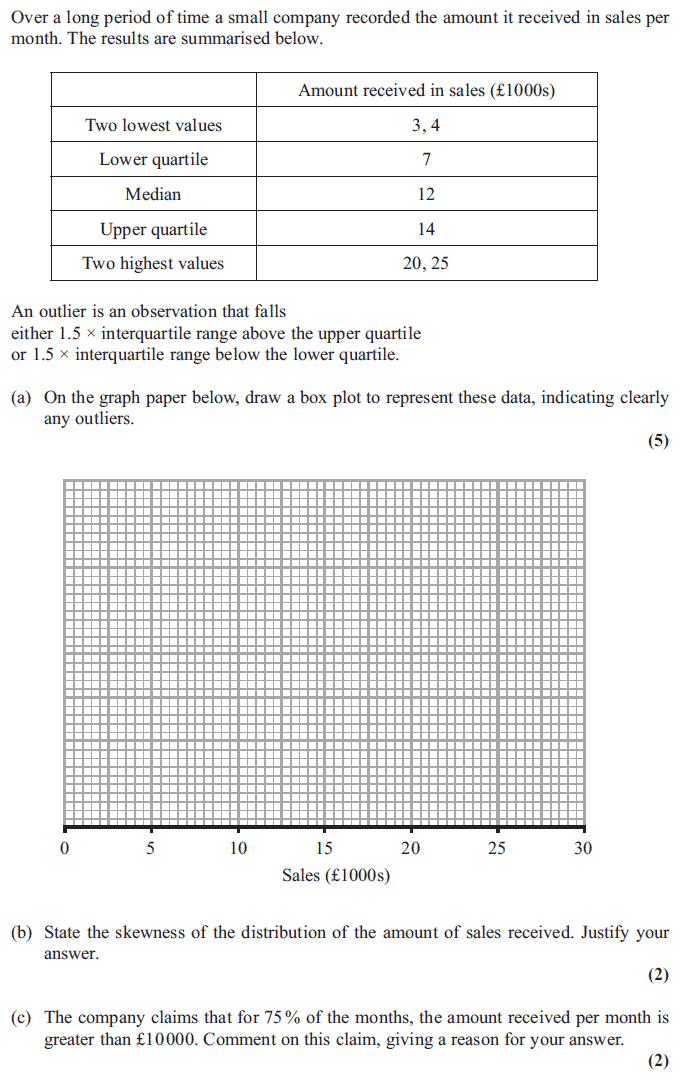 Over a long period of time a small company recorded the amount it received in sales per
month. The results are summarised below.
Amount received in sales (£1000s)
Two lowest values 3, 4
Lower quartile 7
Median 12
Upper quartile 14
Two highest values 20, 25
An outlier is an observation that falls
either 1.5 × interquartile range above the upper quartile
or 1.5 × interquartile range below the lower quartile.
(a) On the graph paper below, draw a box plot to represent these data, indicating clearly
any outliers.
(5)
0 5 10 15 20 25 30
Sales (£1000s)
(b) State the skewness of the distribution of the amount of sales received. Justify your
answer.
(2)
(c) The company claims that for 75% of the months, the amount received per month is
greater than £10000. Comment on this claim, giving a reason for your answer.
(2)